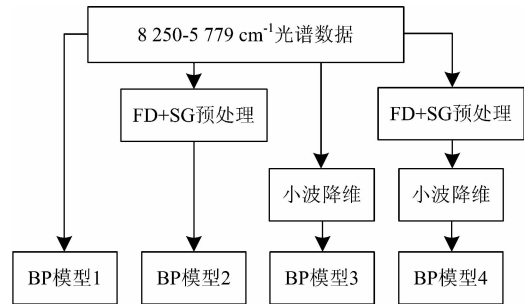 8 250-5 779 cm⁻¹光谱数据
FD+SG预处理
FD+SG预处理
小波降维
小波降维
BP模型1
BP模型2
BP模型3
BP模型4